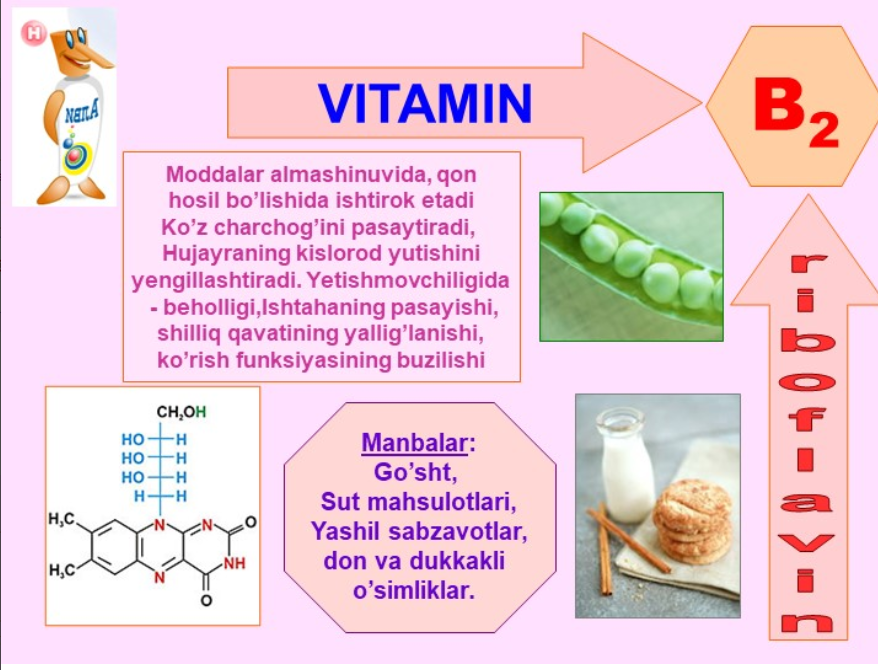 H
ЛИВN
VITAMIN
B2
Moddalar almashinuvida, qon
hosil bo’lishida ishtirok etadi
Ko’z charchog’ini pasaytiradi,
Hujayraning kislorod yutishini
yengillashtiradi. Yetishmovchiligida
- beholligi,Ishtahaning pasayishi,
shilliq qavatining yallig’lanishi,
ko’rish funksiyasining buzilishi
riboflavin
CH₂OH
HO H
HO H
HO H
H H
H₃C N N O
H₃C N NH
O
Manbalar:
Go’sht,
Sut mahsulotlari,
Yashil sabzavotlar,
don va dukkakli
o’simliklar.